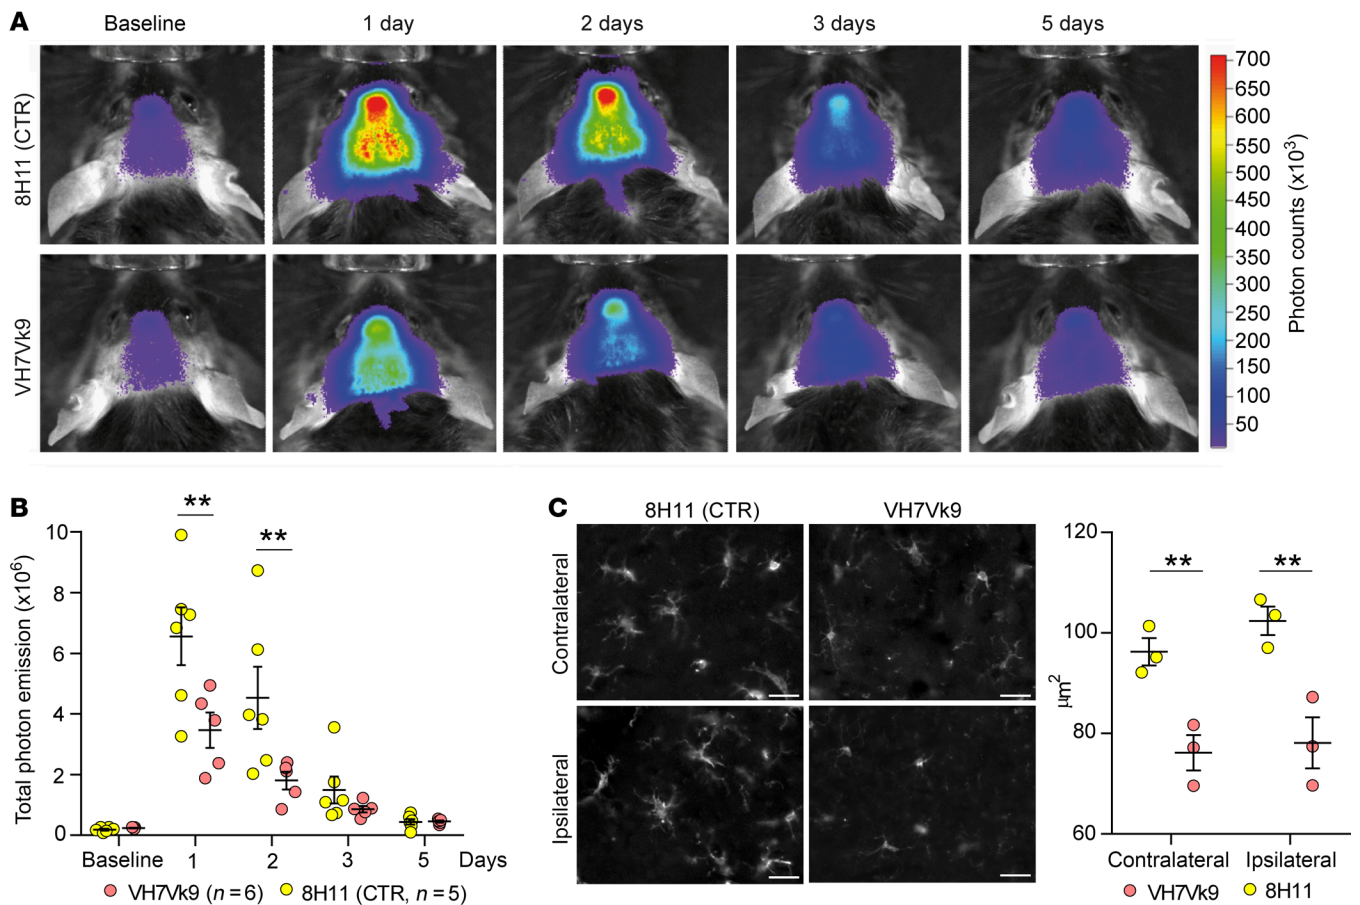 A
Baseline
1 day
2 days
3 days
5 days
8H11 (CTR)
VH7Vk9
700
650
600
550
500
450
400
350
300
250
200
150
100
50
Photon counts (x10³)
B
**
**
Total photon emission (x10⁶)
10
8
6
4
2
0
Baseline
1
2
3
5
Days
VH7Vk9 (n=6)
8H11 (CTR, n=5)
C
8H11 (CTR)
VH7Vk9
Contralateral
Ipsilateral
**
**
µm²
120
100
80
60
Contralateral
Ipsilateral
VH7Vk9
8H11